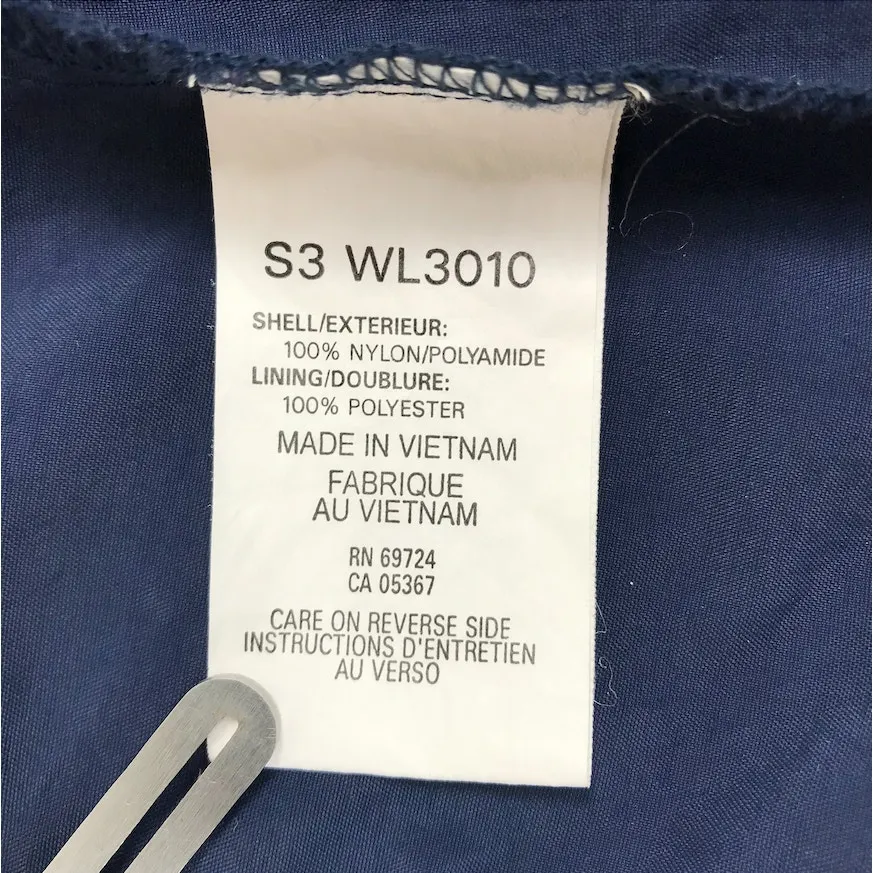 S3 WL3010
SHELL/EXTERIEUR:
100% NYLON/POLYAMIDE
LINING/DOUBLURE:
100% POLYESTER
MADE IN VIETNAM
FABRIQUE
AU VIETNAM
RN 69724
CA 05367
CARE ON REVERSE SIDE
INSTRUCTIONS D'ENTRETIEN
AU VERSO